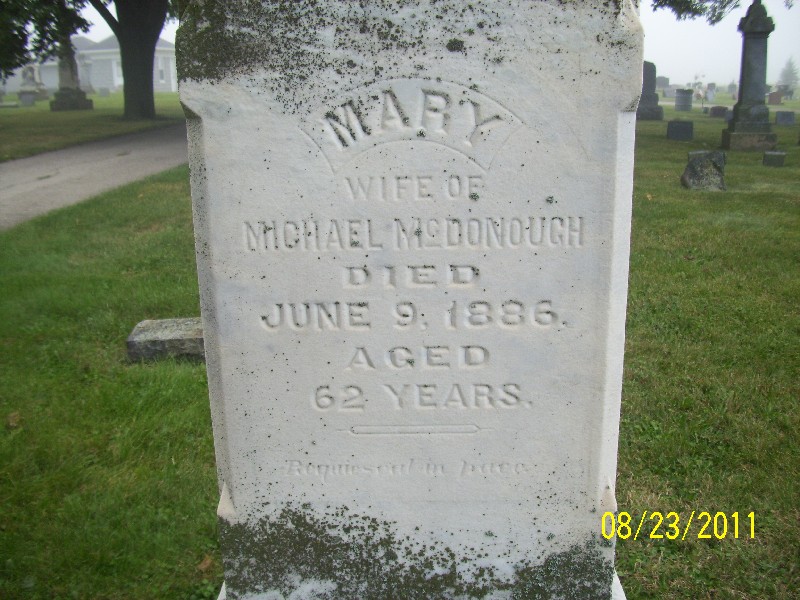 MARY
WIFE OF
MICHAEL McDONOUGH
DIED
JUNE 9, 1886.
AGED
62 YEARS.
Requiescat in pace
08/23/2011